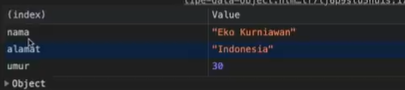 (index) Value
nama "Eko Kurniawan"
alamat "Indonesia"
umur 30
Object